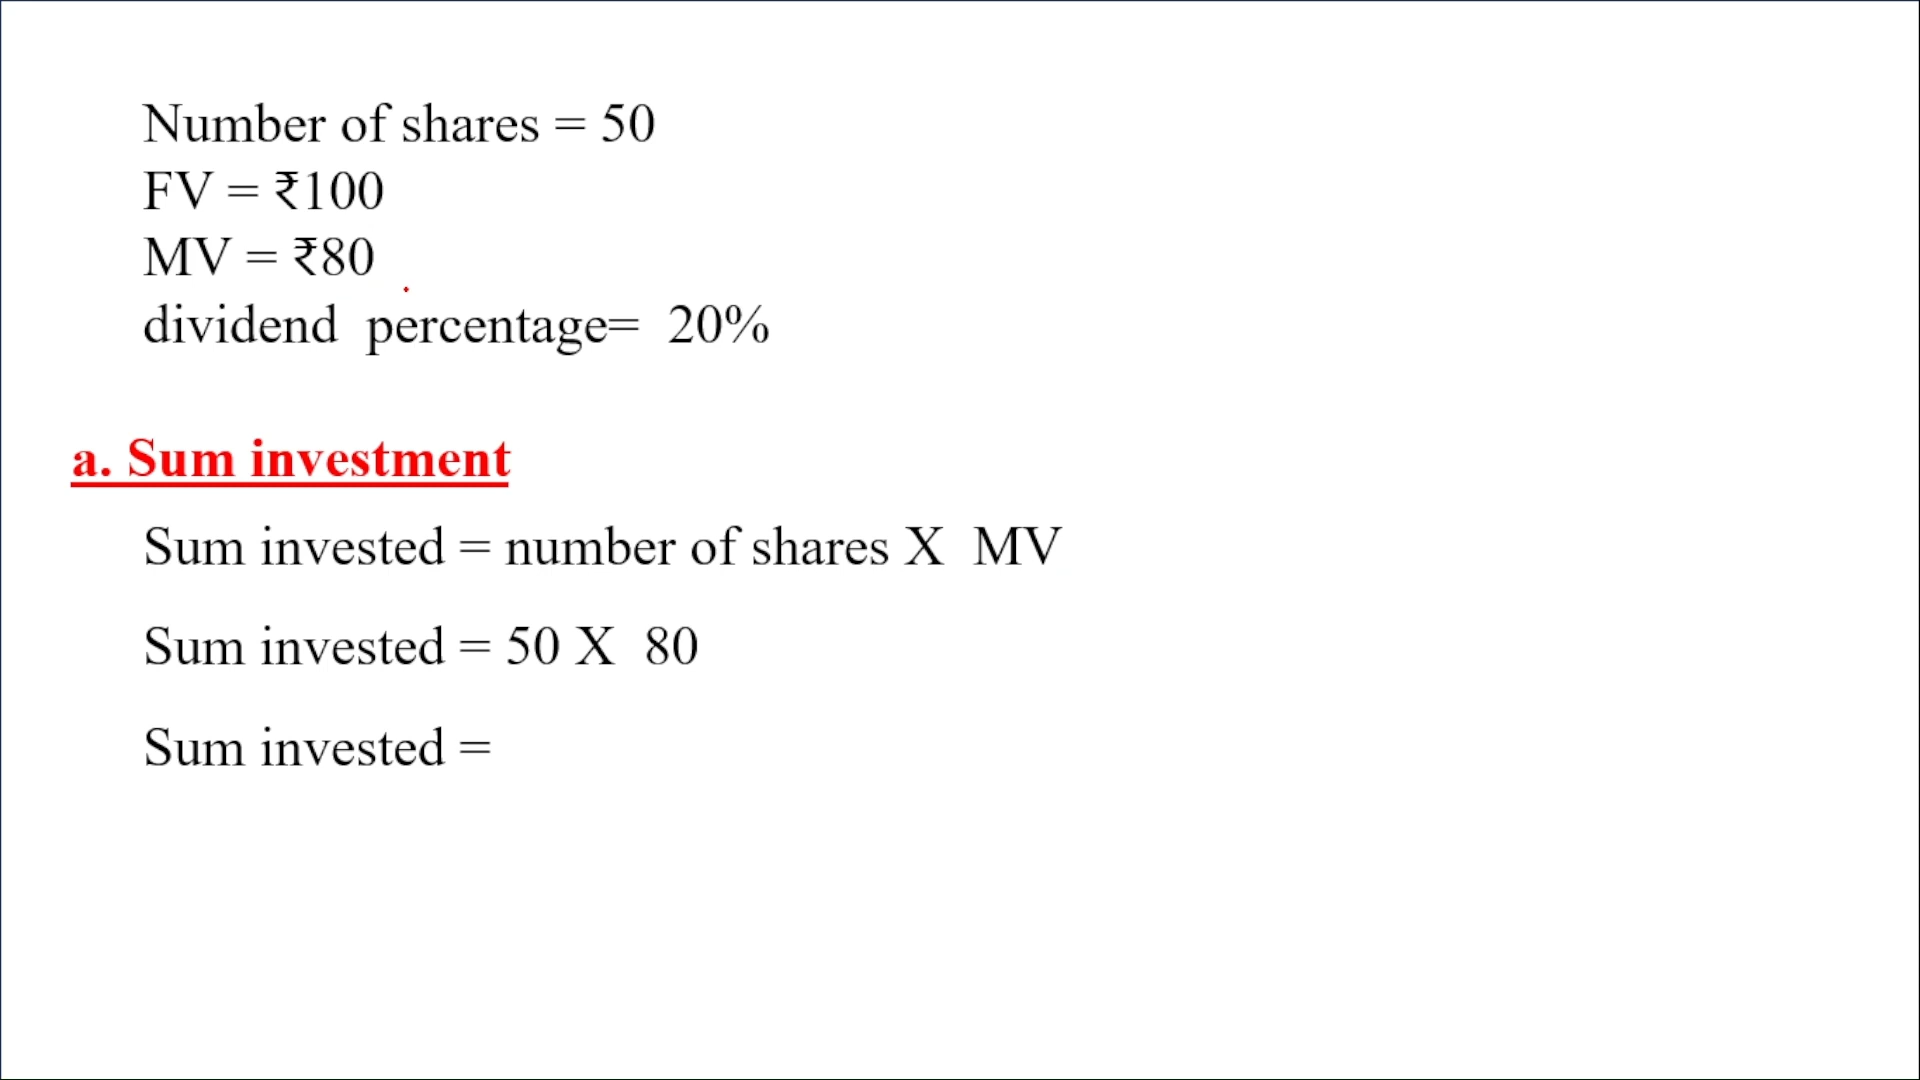 Number of shares = 50
FV = ₹100
MV = ₹80
dividend percentage= 20%
a. Sum investment
Sum invested = number of shares X MV
Sum invested = 50 X 80
Sum invested =